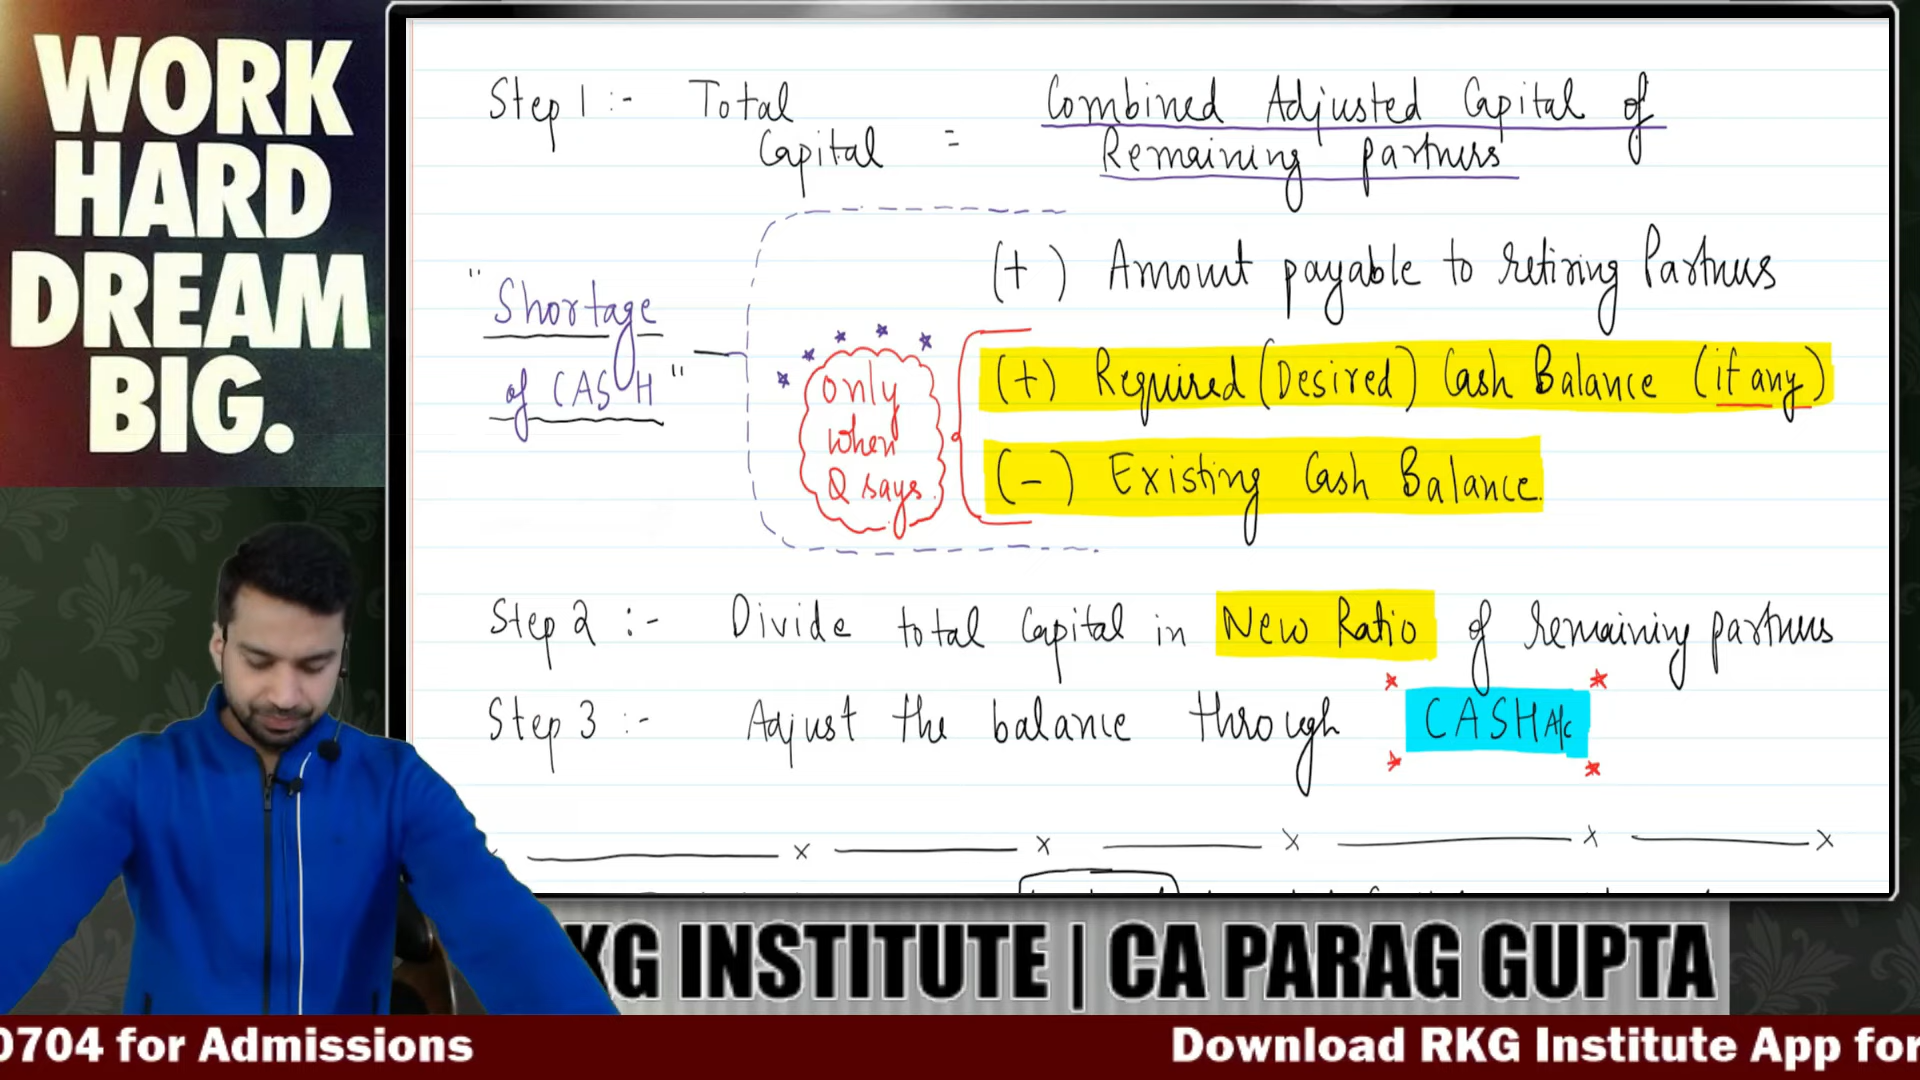 WORK
HARD
DREAM
BIG.
Step 1 :- Total Capital = Combined Adjusted Capital of
Remaining partners
"Shortage of CASH"
(+) Amount payable to retiring Partners
only when Q says
(+) Required (Desired) Cash Balance (if any)
(-) Existing Cash Balance.
Step 2 :- Divide total Capital in New Ratio of remaining partners
Step 3 :- Adjust the balance through CASH A/c
x x x x x
KG INSTITUTE | CA PARAG GUPTA
0704 for Admissions
Download RKG Institute App for